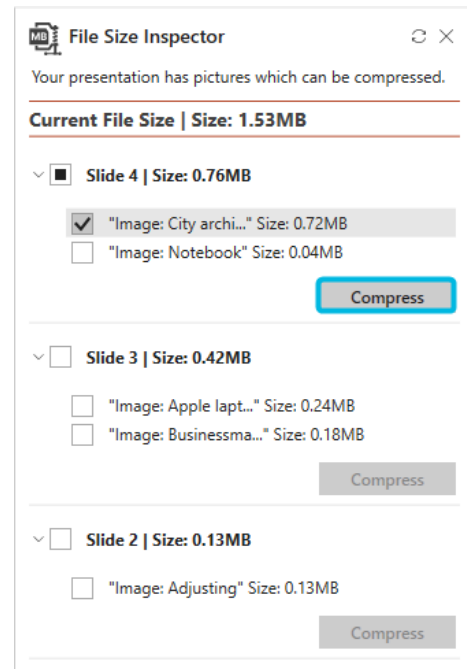 MB File Size Inspector
Your presentation has pictures which can be compressed.
Current File Size | Size: 1.53MB
Slide 4 | Size: 0.76MB
"Image: City archi..." Size: 0.72MB
"Image: Notebook" Size: 0.04MB
Compress
Slide 3 | Size: 0.42MB
"Image: Apple lapt..." Size: 0.24MB
"Image: Businessma..." Size: 0.18MB
Compress
Slide 2 | Size: 0.13MB
"Image: Adjusting" Size: 0.13MB
Compress